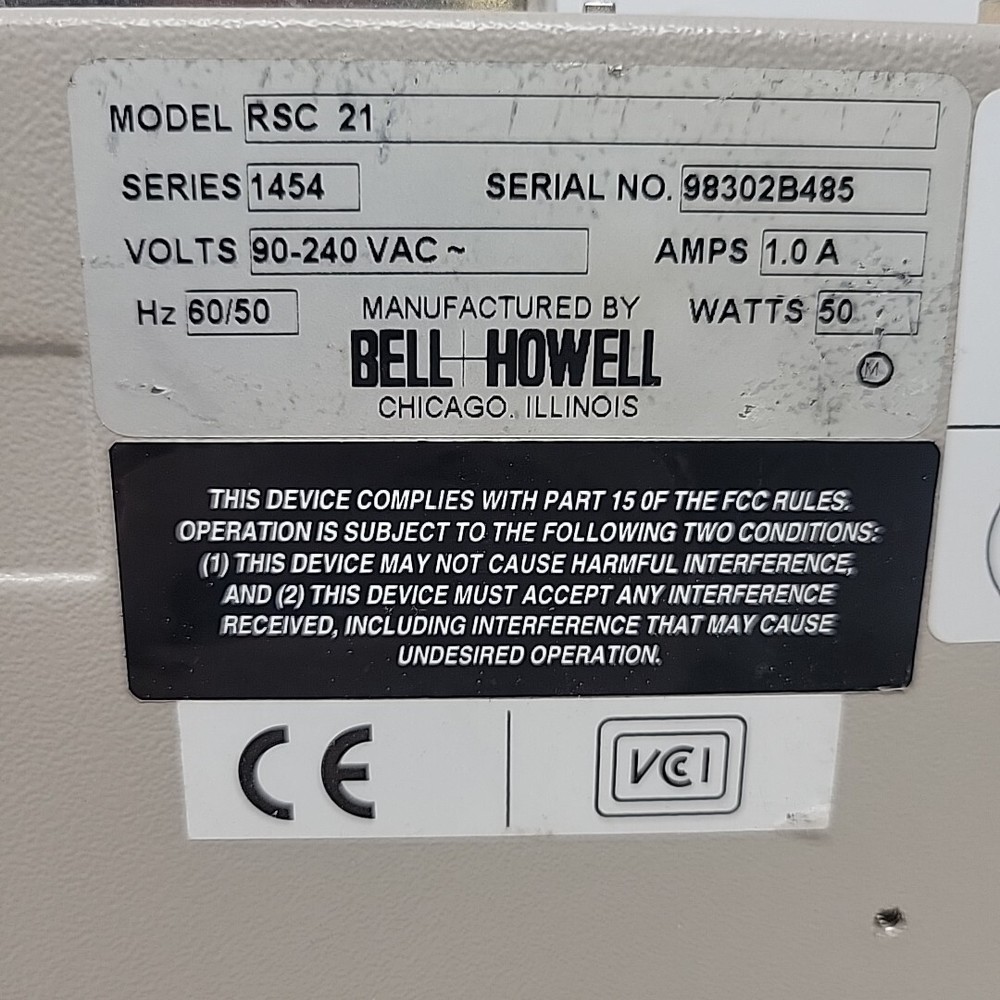 MODEL RSC 21
SERIES 1454 SERIAL NO. 98302B485
VOLTS 90-240 VAC ~ AMPS 1.0 A
Hz 60/50 MANUFACTURED BY WATTS 50
BELL+HOWELL
M
CHICAGO, ILLINOIS
THIS DEVICE COMPLIES WITH PART 15 OF THE FCC RULES.
OPERATION IS SUBJECT TO THE FOLLOWING TWO CONDITIONS:
(1) THIS DEVICE MAY NOT CAUSE HARMFUL INTERFERENCE,
AND (2) THIS DEVICE MUST ACCEPT ANY INTERFERENCE
RECEIVED, INCLUDING INTERFERENCE THAT MAY CAUSE
UNDESIRED OPERATION.
CE VCCI